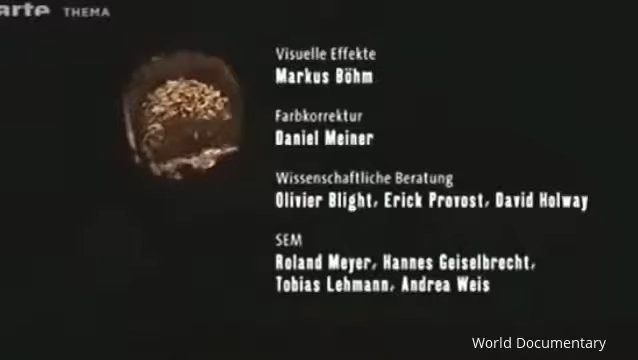 arte THEMA
Visuelle Effekte
Markus Böhm
Farbkorrektur
Daniel Meiner
Wissenschaftliche Beratung
Olivier Blight, Erick Provost, David Holway
SEM
Roland Meyer, Hannes Geiselbrecht,
Tobias Lehmann, Andrea Weis
World Documentary